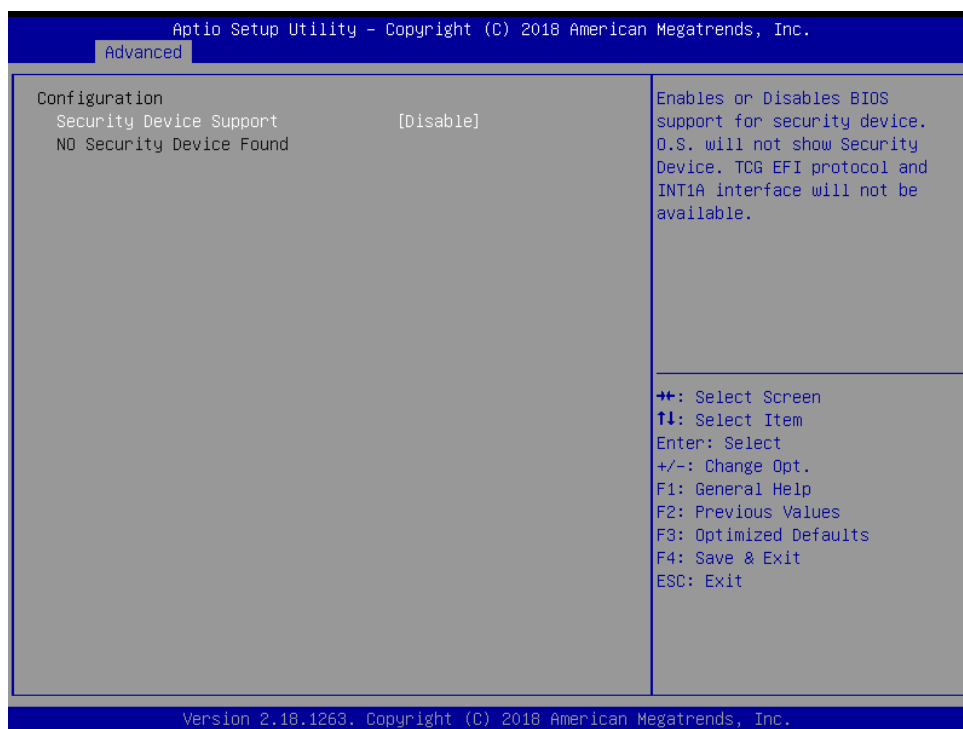 Aptio Setup Utility – Copyright (C) 2018 American Megatrends, Inc.
Advanced
Configuration
Security Device Support [Disable]
NO Security Device Found
Enables or Disables BIOS
support for security device.
O.S. will not show Security
Device. TCG EFI protocol and
INT1A interface will not be
available.
→←: Select Screen
↑↓: Select Item
Enter: Select
+/-: Change Opt.
F1: General Help
F2: Previous Values
F3: Optimized Defaults
F4: Save & Exit
ESC: Exit
Version 2.18.1263. Copyright (C) 2018 American Megatrends, Inc.